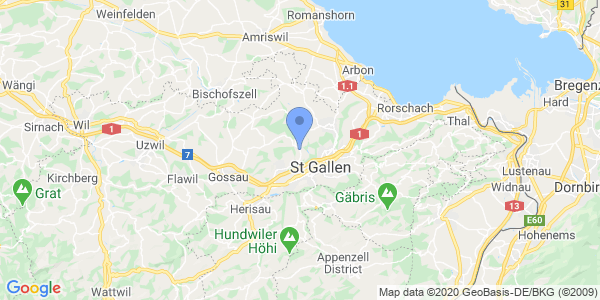 Weinfelden
Romanshorn
31
Amriswil
Arbon
Bregenz
Wängi
Bischofszell
1.1
Rorschach
Hard
Sirnach
Wil
1
Thal
Uzwil
7
1
St Gallen
Lustenau
Kirchberg
Flawil
Gossau
Widnau
Dornbir
Grat
Gäbris
Herisau
13
E60
Hundwiler
Höhi
Hohenems
Appenzell
District
Wattwil
Google
Map data ©2020 GeoBasis-DE/BKG (©2009)